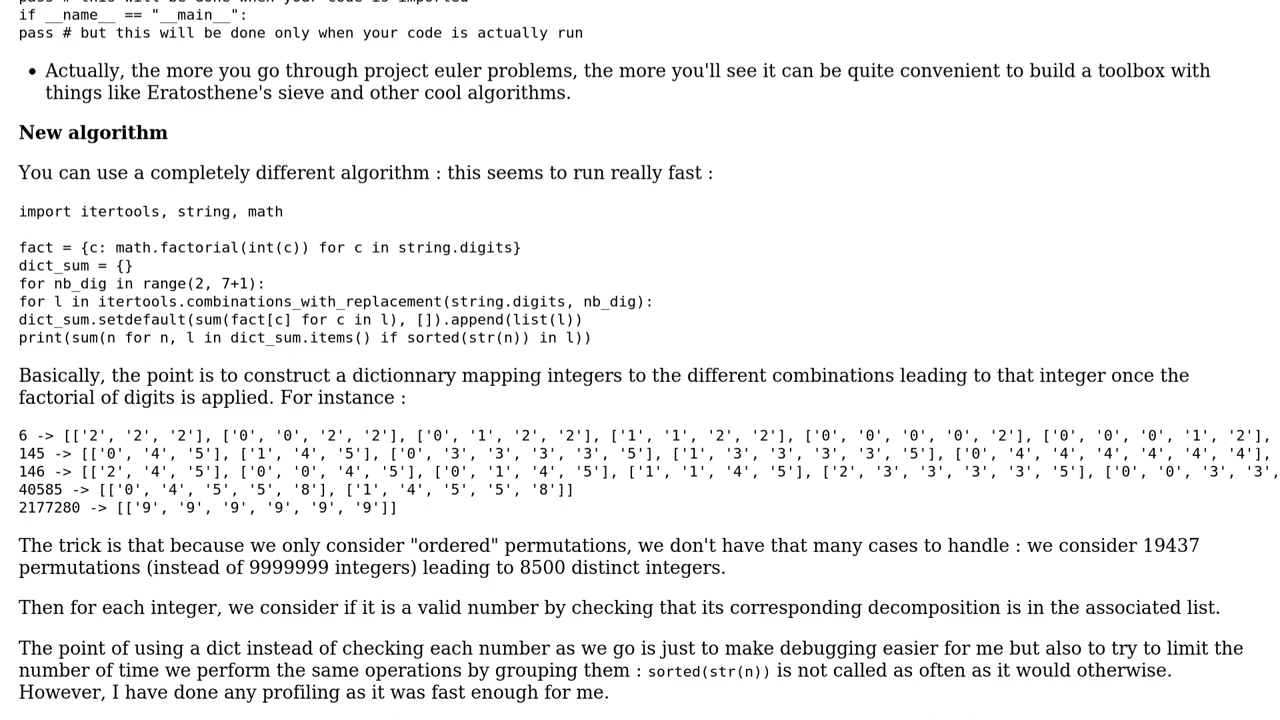 if __name__ == "__main__":
pass # but this will be done only when your code is actually run
• Actually, the more you go through project euler problems, the more you'll see it can be quite convenient to build a toolbox with
things like Eratosthene's sieve and other cool algorithms.
New algorithm
You can use a completely different algorithm : this seems to run really fast :
import itertools, string, math
fact = {c: math.factorial(int(c)) for c in string.digits}
dict_sum = {}
for nb_dig in range(2, 7+1):
for l in itertools.combinations_with_replacement(string.digits, nb_dig):
dict_sum.setdefault(sum(fact[c] for c in l), []).append(list(l))
print(sum(n for n, l in dict_sum.items() if sorted(str(n)) in l))
Basically, the point is to construct a dictionnary mapping integers to the different combinations leading to that integer once the
factorial of digits is applied. For instance :
6 -> [['2', '2', '2'], ['0', '0', '2', '2'], ['0', '1', '2', '2'], ['1', '1', '2', '2'], ['0', '0', '0', '0', '2'], ['0', '0', '0', '1', '2'],
145 -> [['0', '4', '5'], ['1', '4', '5'], ['0', '3', '3', '3', '3', '5'], ['1', '3', '3', '3', '3', '5'], ['0', '4', '4', '4', '4', '4', '4'],
146 -> [['2', '4', '5'], ['0', '0', '4', '5'], ['0', '1', '4', '5'], ['1', '1', '4', '5'], ['2', '3', '3', '3', '3', '5'], ['0', '0', '3', '3',
40585 -> [['0', '4', '5', '5', '8'], ['1', '4', '5', '5', '8']]
2177280 -> [['9', '9', '9', '9', '9', '9']]
The trick is that because we only consider "ordered" permutations, we don't have that many cases to handle : we consider 19437
permutations (instead of 9999999 integers) leading to 8500 distinct integers.
Then for each integer, we consider if it is a valid number by checking that its corresponding decomposition is in the associated list.
The point of using a dict instead of checking each number as we go is just to make debugging easier for me but also to try to limit the
number of time we perform the same operations by grouping them : sorted(str(n)) is not called as often as it would otherwise.
However, I have done any profiling as it was fast enough for me.